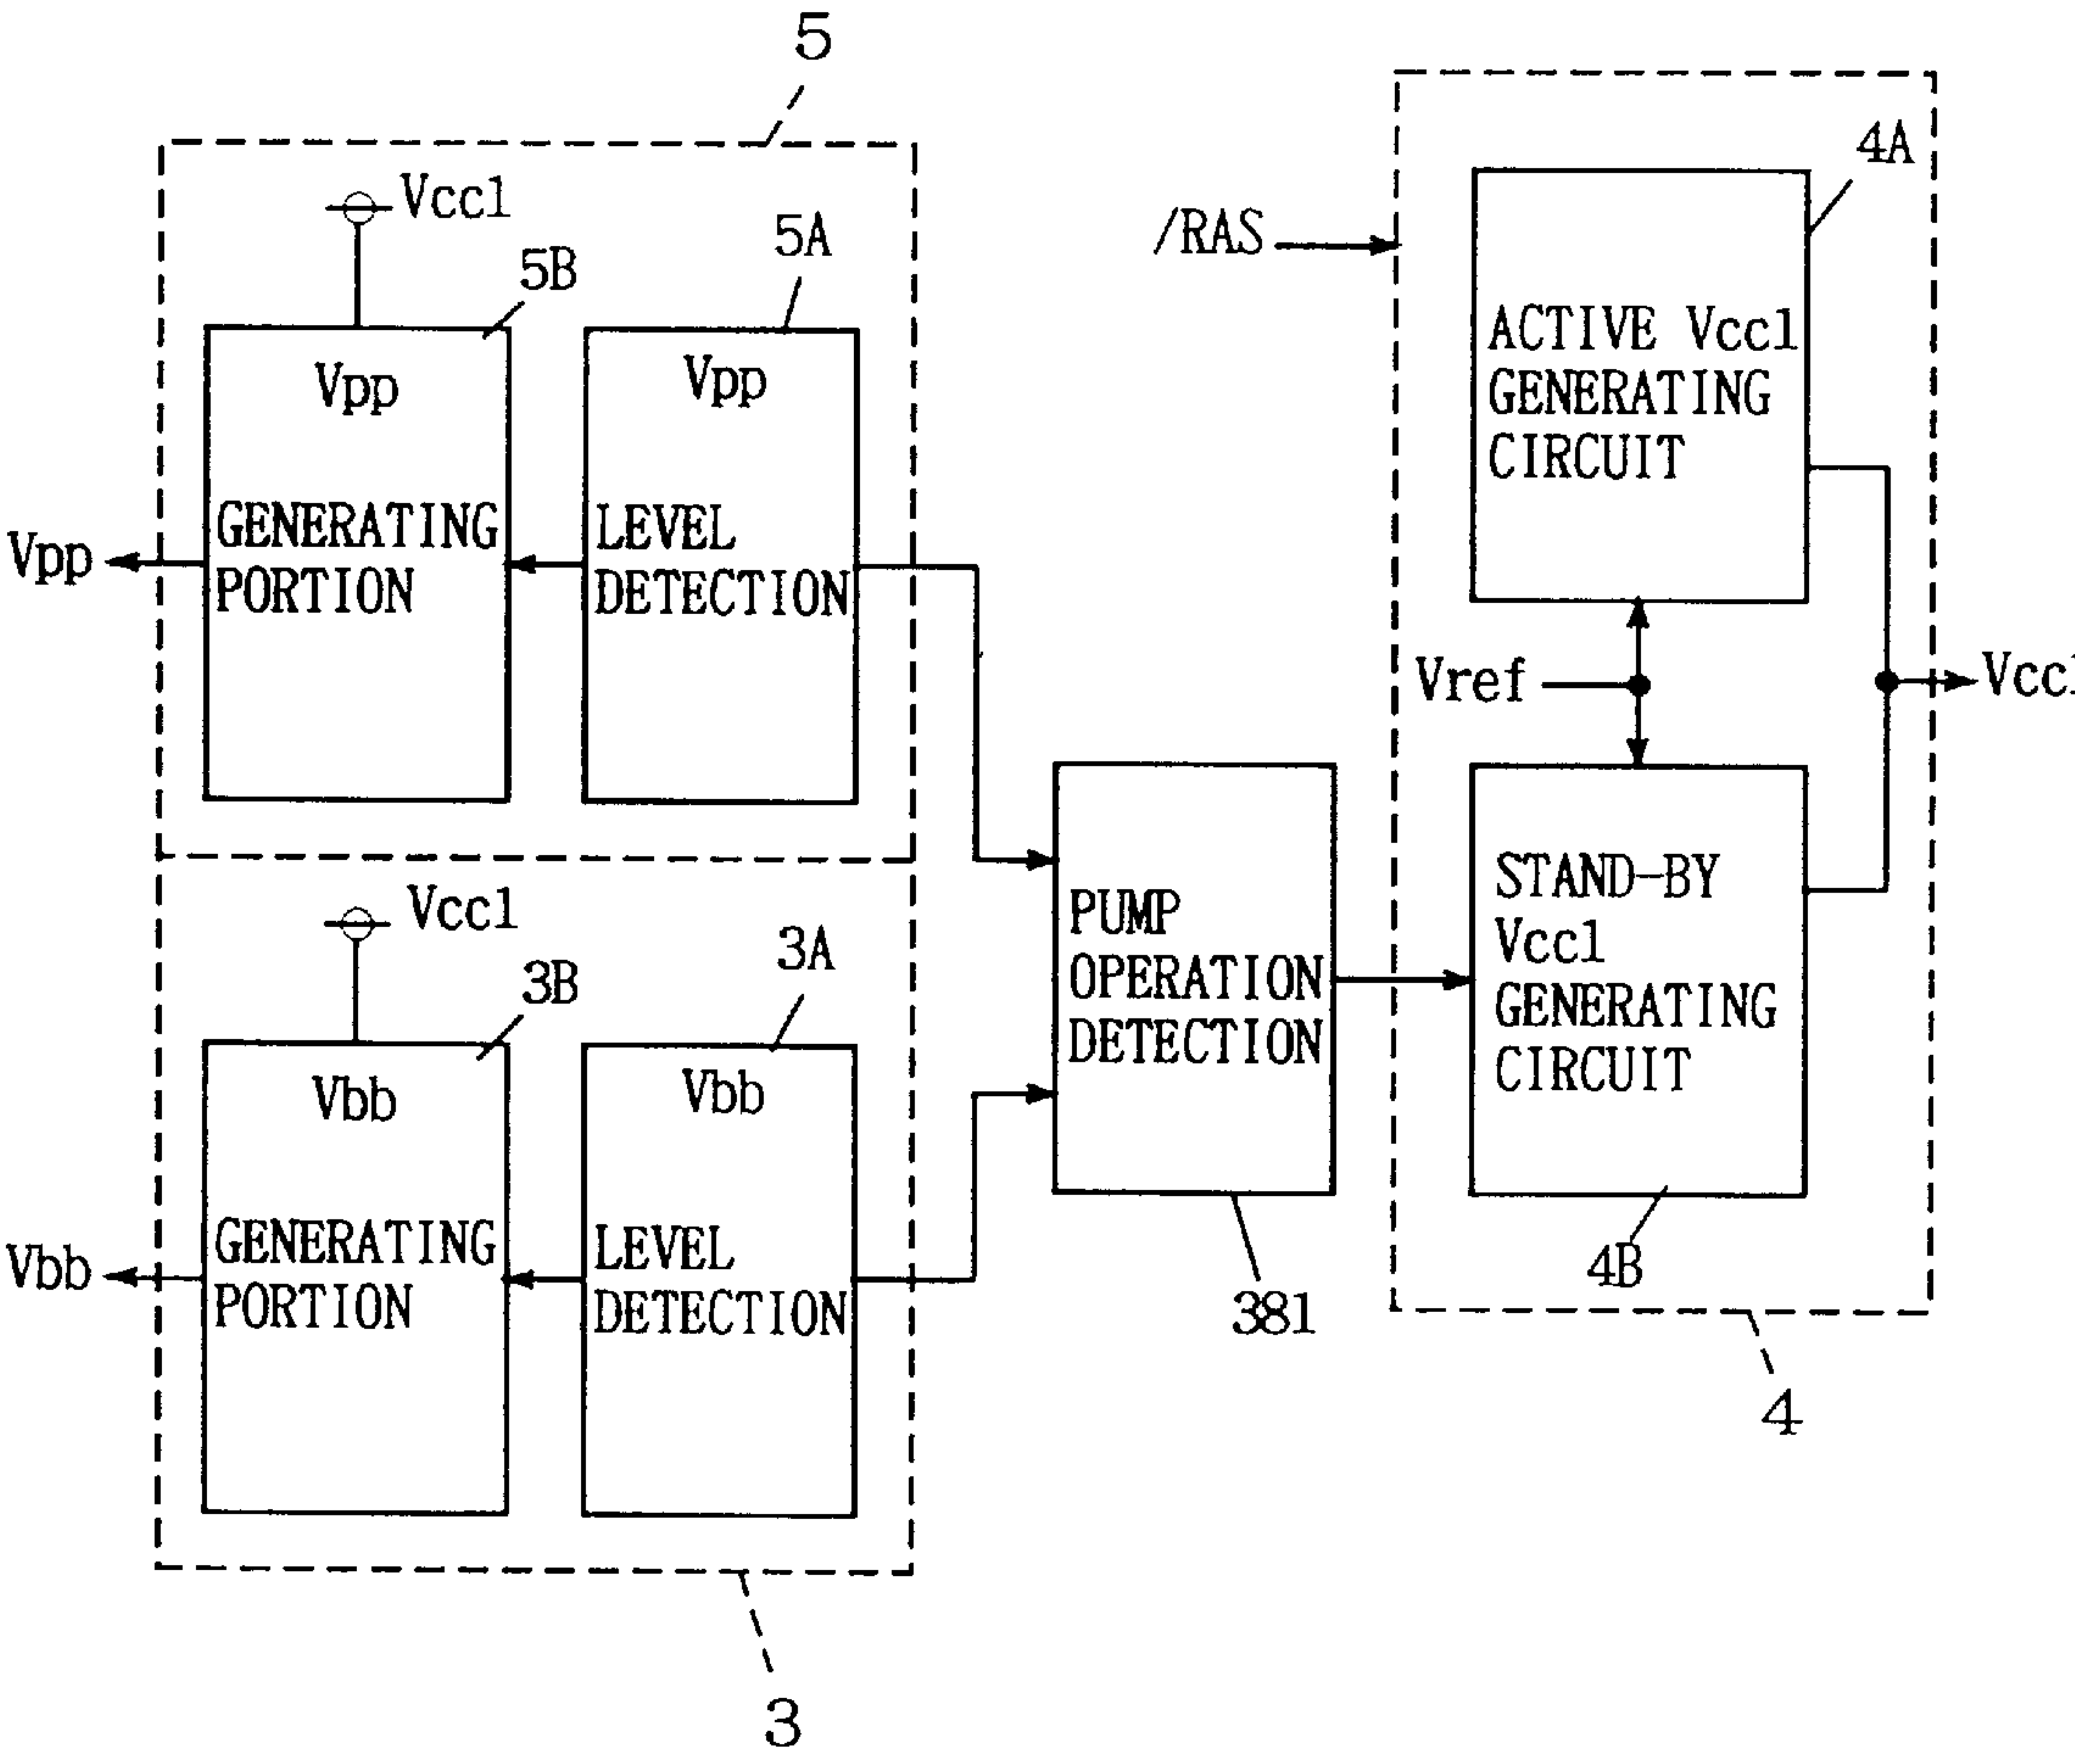 5
Vcc1
5B
5A
Vpp
GENERATING
PORTION
Vpp
LEVEL
DETECTION
Vpp
/RAS
4A
ACTIVE Vcc1
GENERATING
CIRCUIT
Vref
Vcc1
Vcc1
3B
3A
Vbb
GENERATING
PORTION
Vbb
LEVEL
DETECTION
Vbb
PUMP
OPERATION
DETECTION
381
STAND-BY
Vcc1
GENERATING
CIRCUIT
4B
4
3